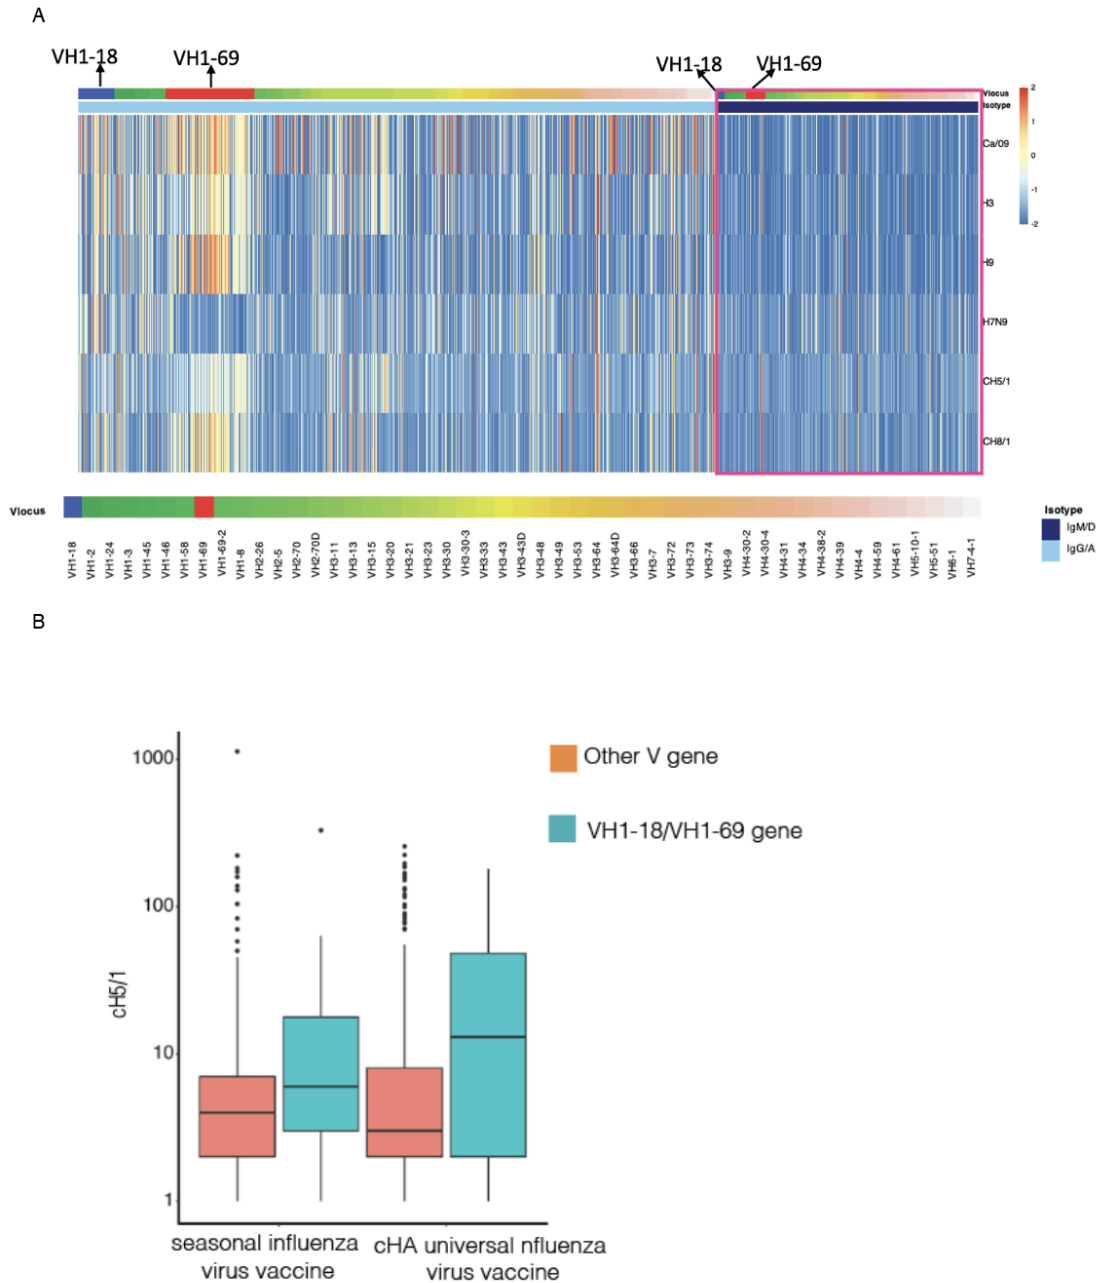 A
VH1-18
VH1-69
VH1-18
VH1-69
Vlocus
Isotype
2
1
0
-1
-2
Ca/09
H3
H9
H7N9
CH5/1
CH8/1
Vlocus
VH1-18
VH1-2
VH1-24
VH1-3
VH1-45
VH1-46
VH1-58
VH1-69
VH1-69-2
VH1-8
VH2-26
VH2-5
VH2-70
VH2-70D
VH3-11
VH3-13
VH3-15
VH3-20
VH3-21
VH3-23
VH3-30
VH3-30-3
VH3-33
VH3-43
VH3-43D
VH3-48
VH3-49
VH3-53
VH3-64
VH3-64D
VH3-66
VH3-7
VH3-72
VH3-73
VH3-74
VH3-9
VH4-30-2
VH4-30-4
VH4-31
VH4-34
VH4-38-2
VH4-39
VH4-4
VH4-59
VH4-61
VH5-10-1
VH5-51
VH6-1
VH7-4-1
Isotype
IgM/D
IgG/A
B
1000
100
10
1
cH5/1
Other V gene
VH1-18/VH1-69 gene
seasonal influenza
virus vaccine
cHA universal nfluenza
virus vaccine